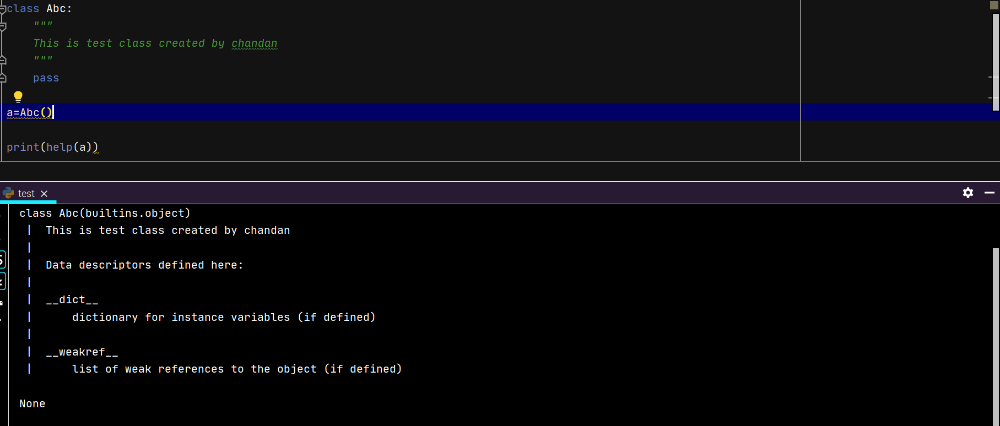 class Abc:
    """
    This is test class created by chandan
    """
    pass
a=Abc()
print(help(a))
test
class Abc(builtins.object)
 |  This is test class created by chandan
 |
 |  Data descriptors defined here:
 |
 |  __dict__
 |      dictionary for instance variables (if defined)
 |
 |  __weakref__
 |      list of weak references to the object (if defined)
None